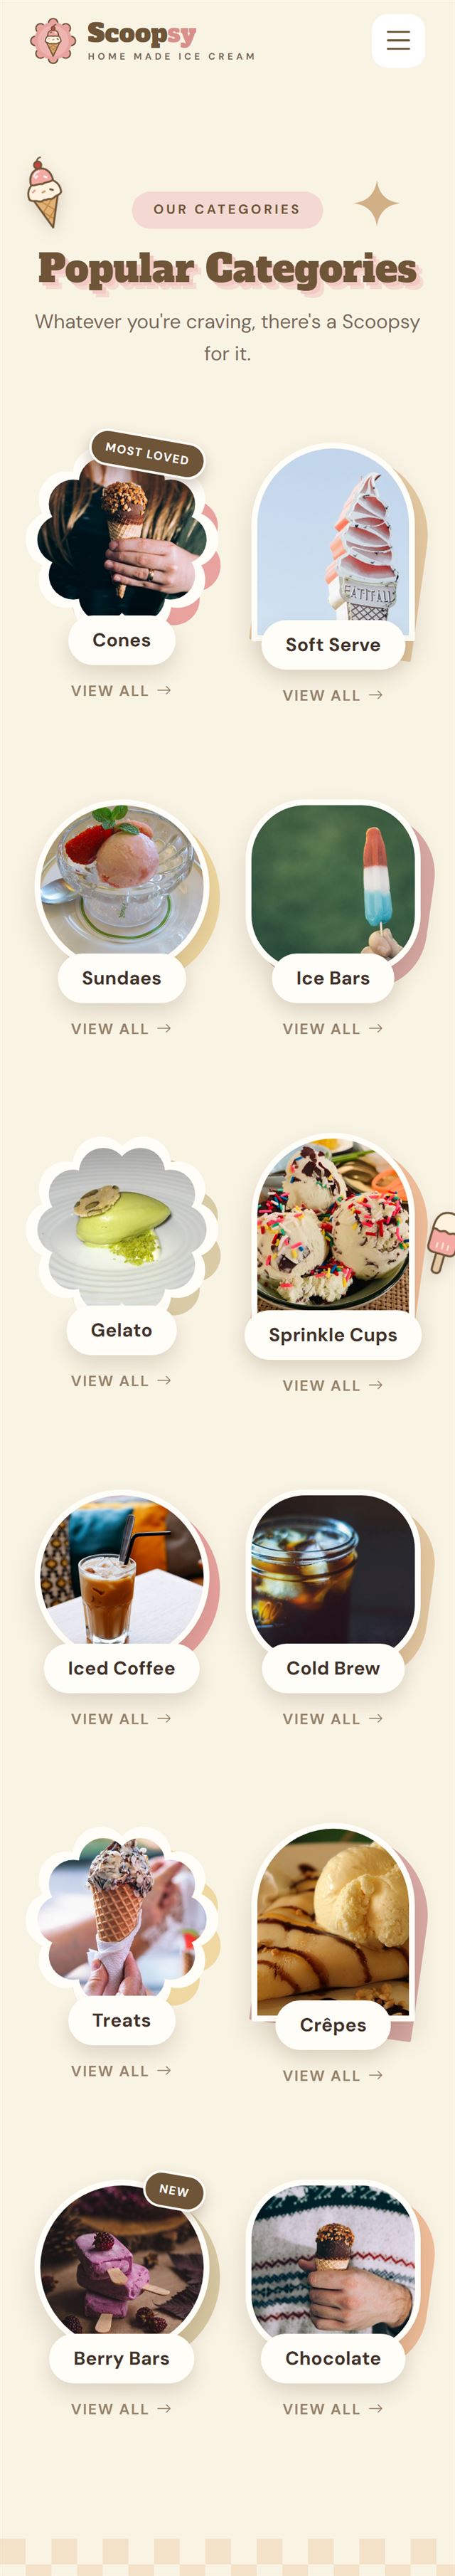 Scoopsy
HOME MADE ICE CREAM
OUR CATEGORIES
Popular Categories
Whatever you're craving, there's a Scoopsy
for it.
MOST LOVED
EATITALL
Cones
Soft Serve
VIEW ALL →
VIEW ALL →
Sundaes
Ice Bars
VIEW ALL →
VIEW ALL →
Gelato
Sprinkle Cups
VIEW ALL →
VIEW ALL →
Iced Coffee
Cold Brew
VIEW ALL →
VIEW ALL →
Treats
Crêpes
VIEW ALL →
VIEW ALL →
NEW
Berry Bars
Chocolate
VIEW ALL →
VIEW ALL →